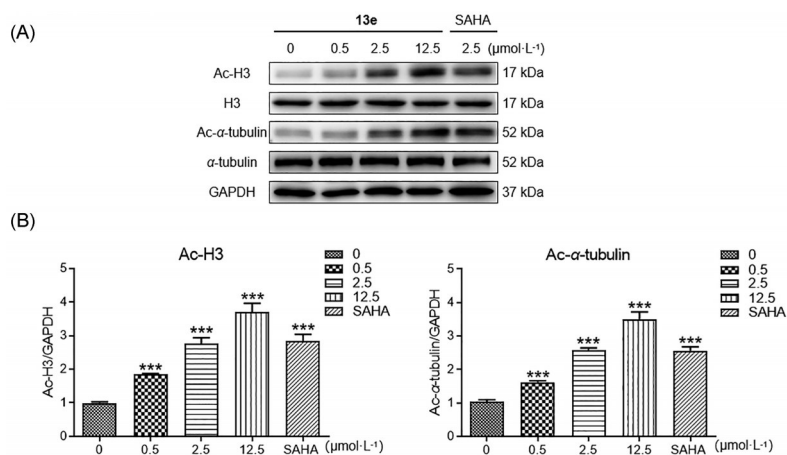 (A)
13e SAHA
0 0.5 2.5 12.5 2.5 (μmol·L⁻¹)
Ac-H3 17 kDa
H3 17 kDa
Ac-α-tubulin 52 kDa
α-tubulin 52 kDa
GAPDH 37 kDa
(B)
Ac-H3
Ac-H3/GAPDH
5
4
3
2
1
0
***
***
***
***
0 0.5 2.5 12.5 SAHA (μmol·L⁻¹)
0
0.5
2.5
12.5
SAHA
Ac-α-tubulin
Ac-α-tubulin/GAPDH
5
4
3
2
1
0
***
***
***
***
0 0.5 2.5 12.5 SAHA (μmol·L⁻¹)
0
0.5
2.5
12.5
SAHA